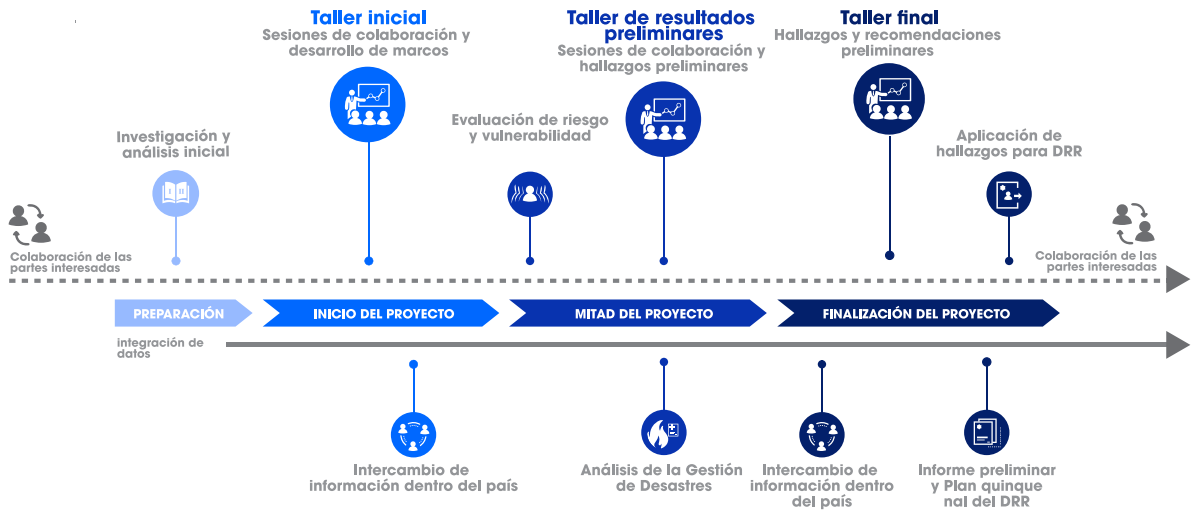 Taller inicial
Sesiones de colaboración y
desarrollo de marcos
Taller de resultados
preliminares
Sesiones de colaboración y
hallazgos preliminares
Taller final
Hallazgos y recomendaciones
preliminares
Investigación y
análisis inicial
Evaluación de riesgo
y vulnerabilidad
Aplicación de
hallazgos para DRR
Colaboración de las
partes interesadas
Colaboración de las
partes interesadas
PREPARACIÓN
INICIO DEL PROYECTO
MITAD DEL PROYECTO
FINALIZACIÓN DEL PROYECTO
integración de
datos
Intercambio de
información dentro del país
Análisis de la Gestión
de Desastres
Intercambio de
información dentro
del país
Informe preliminar
y Plan quinque
nal del DRR